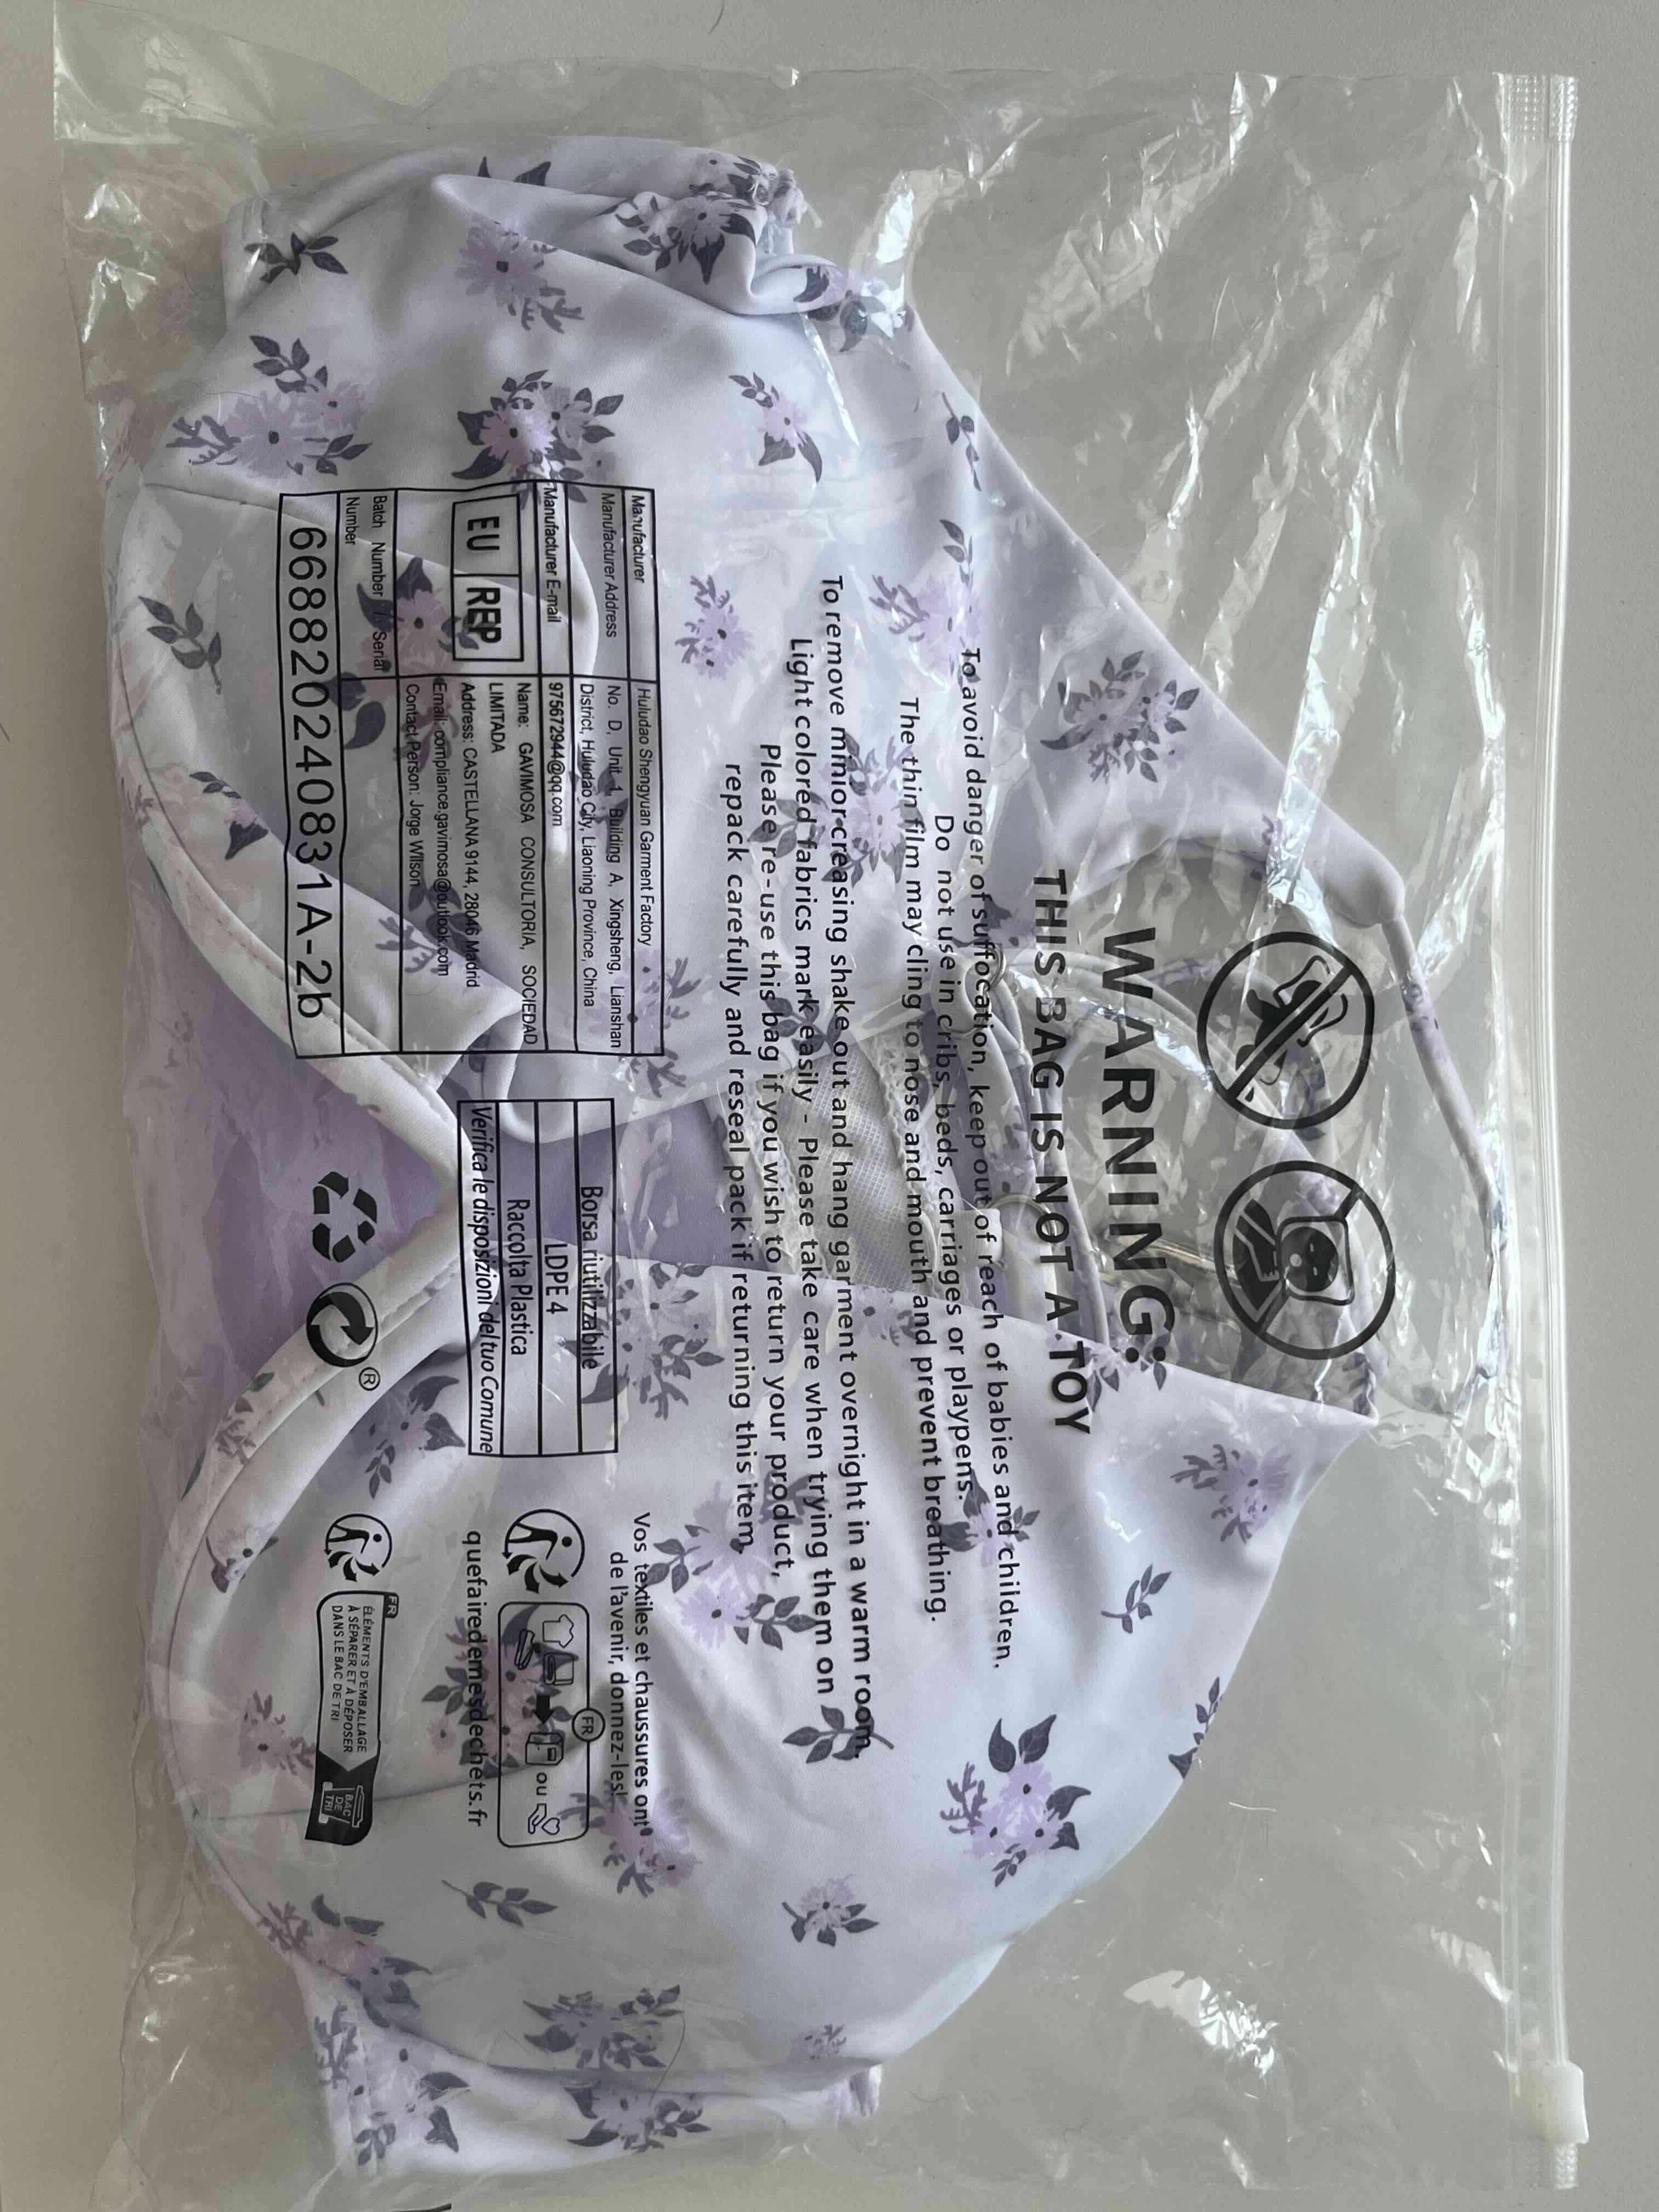 WARNING:
THIS BAG IS NOT A TOY
To avoid danger of suffocation, keep out of reach of babies and children.
Do not use in cribs, beds, carriages or playpens.
The thin film may cling to nose and mouth and prevent breathing.
To remove minior creasing shake out and hang garment overnight in a warm room.
Light colored fabrics mark easily - Please take care when trying them on
Please re-use this bag if you wish to return your product,
repack carefully and reseal pack if returning this item.
Manufacturer
Huludao Shengyuan Garment Factory
Manufacturer Address
No. D, Unit 1, Building A, Xingsheng, Lianshan
District, Huludao City, Liaoning Province, China
Manufacturer E-mail
975672944@qq.com
EU REP
Name: GAVIMOSA CONSULTORIA, SOCIEDAD
LIMITADA
Address: CASTELLANA 9144, 28046 Madrid
Email: compliance.gavimosa@outlook.com
Contact Person: Jorge WIlson
Batch Number / Serial
Number
66882020240831A-2b
Borsa riutilizzabile
LDPE 4
Raccolta Plastica
Verifica le disposizioni del tuo Comune
®
Vos textiles et chaussures ont
de l'avenir, donnez-les!
FR
ou
quefairedemesdechets.fr
FR
ÉLÉMENTS D'EMBALLAGE
À SÉPARER ET À DÉPOSER
DANS LE BAC DE TRI
BAC
DE
TRI